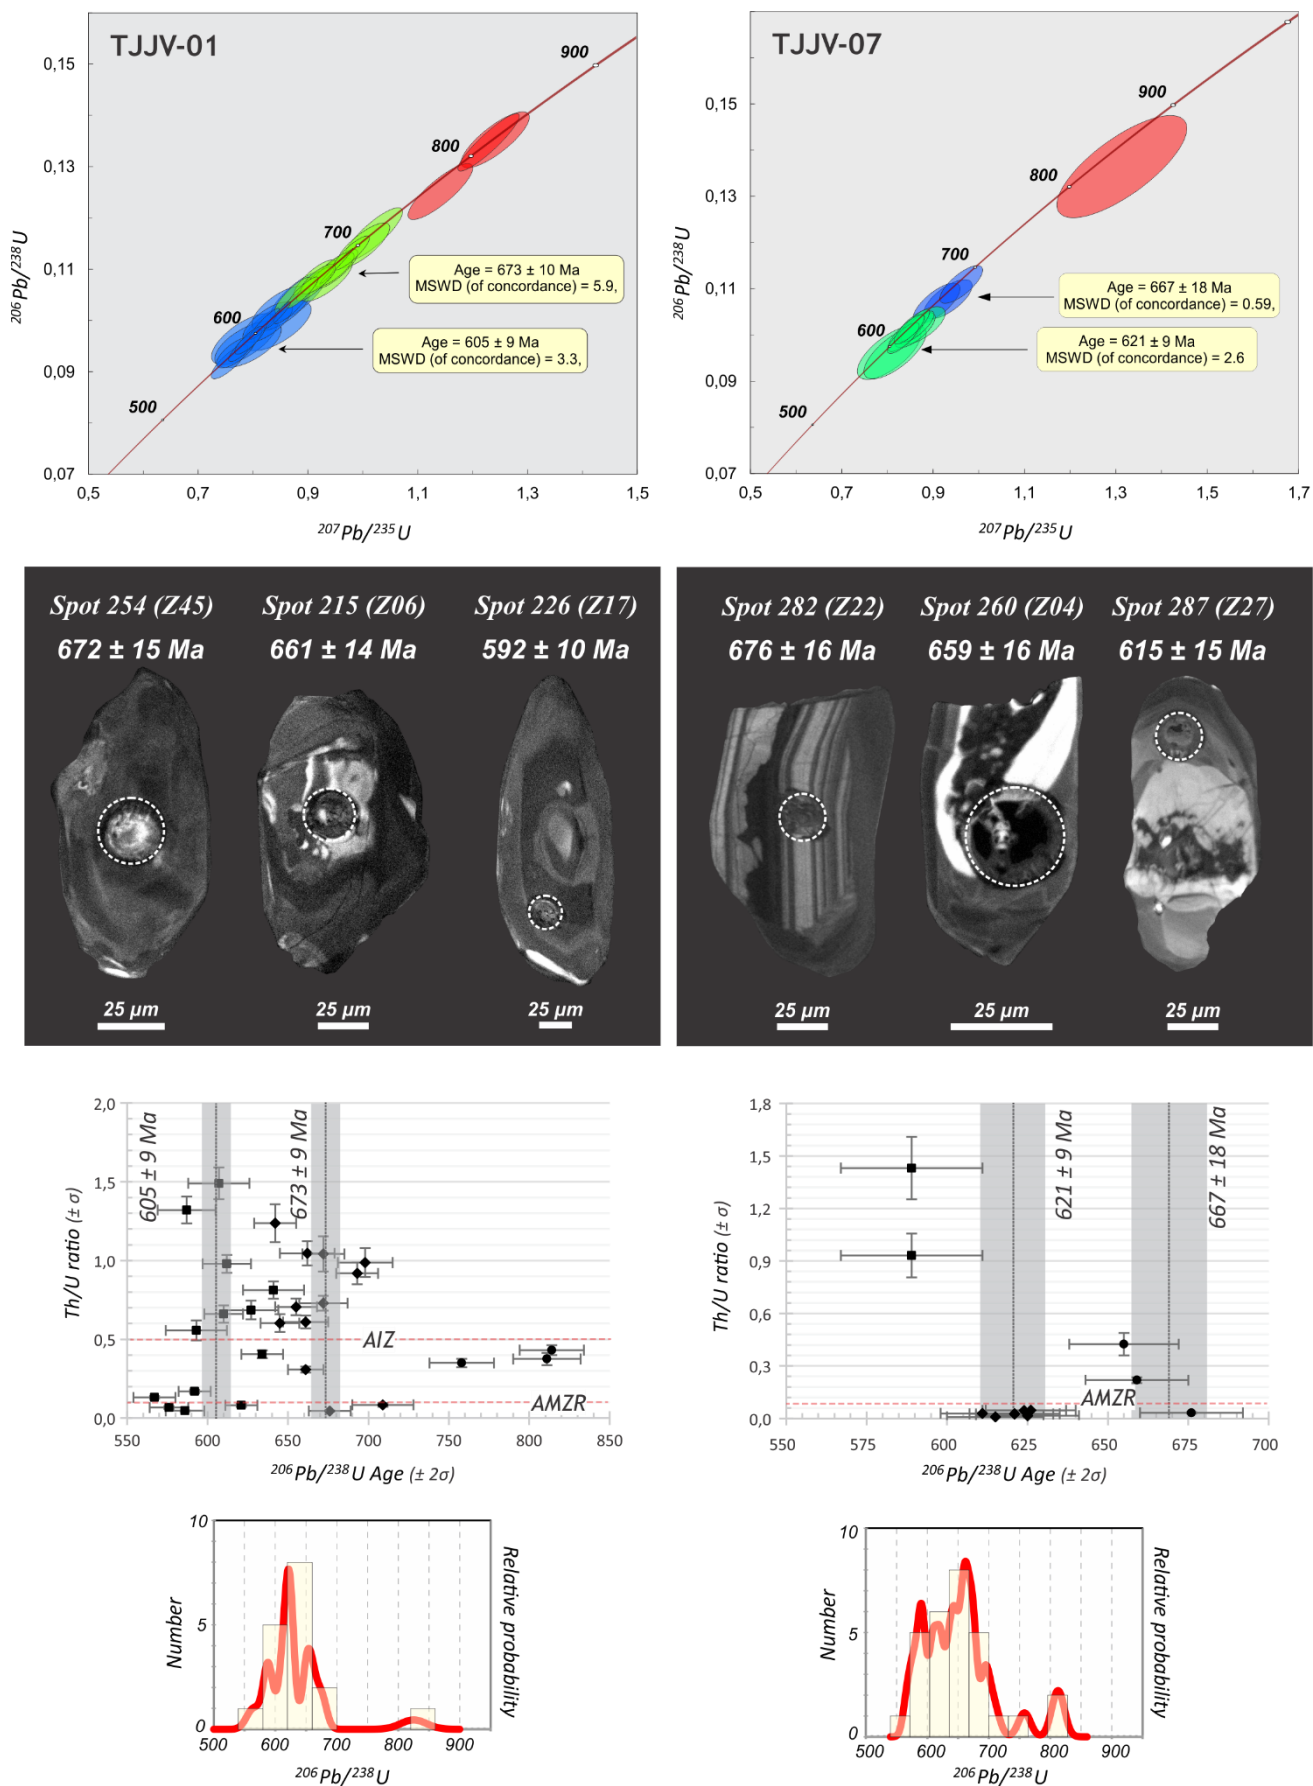 TJJV-01
900
800
700
600
500
Age = 673 ± 10 Ma
MSWD (of concordance) = 5.9,
Age = 605 ± 9 Ma
MSWD (of concordance) = 3.3,
0,15
0,13
0,11
0,09
0,07
0,5 0,7 0,9 1,1 1,3 1,5
206Pb/238U
207Pb/235U
TJJV-07
900
800
700
600
500
Age = 667 ± 18 Ma
MSWD (of concordance) = 0.59,
Age = 621 ± 9 Ma
MSWD (of concordance) = 2.6
0,15
0,13
0,11
0,09
0,07
0,5 0,7 0,9 1,1 1,3 1,5 1,7
206Pb/238U
207Pb/235U
Spot 254 (Z45) Spot 215 (Z06) Spot 226 (Z17)
672 ± 15 Ma 661 ± 14 Ma 592 ± 10 Ma
25 µm 25 µm 25 µm
Spot 282 (Z22) Spot 260 (Z04) Spot 287 (Z27)
676 ± 16 Ma 659 ± 16 Ma 615 ± 15 Ma
25 µm 25 µm 25 µm
2,0
1,5
1,0
0,5
0,0
Th/U ratio (± σ)
605 ± 9 Ma
673 ± 9 Ma
AIZ
AMZR
550 600 650 700 750 800 850
206Pb/238U Age (± 2σ)
1,8
1,5
1,2
0,9
0,6
0,3
0,0
Th/U ratio (± σ)
621 ± 9 Ma
667 ± 18 Ma
AMZR
550 575 600 625 650 675 700
206Pb/238U Age (± 2σ)
10
5
0
Number
Relative probability
500 600 700 800 900
206Pb/238U
10
5
0
Number
Relative probability
500 600 700 800 900
206Pb/238U